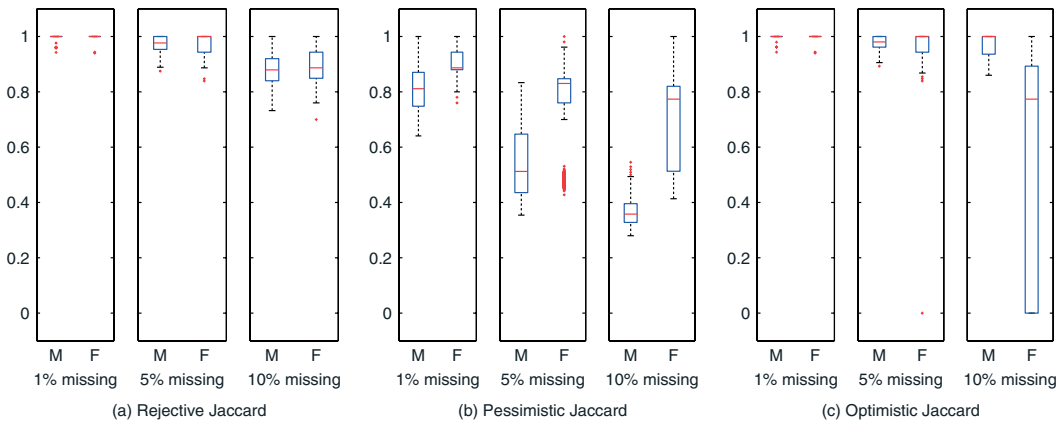 1
0.8
0.6
0.4
0.2
0
M F
1% missing
M F
5% missing
M F
10% missing
(a) Rejective Jaccard
1
0.8
0.6
0.4
0.2
0
M F
1% missing
M F
5% missing
M F
10% missing
(b) Pessimistic Jaccard
1
0.8
0.6
0.4
0.2
0
M F
1% missing
M F
5% missing
M F
10% missing
(c) Optimistic Jaccard